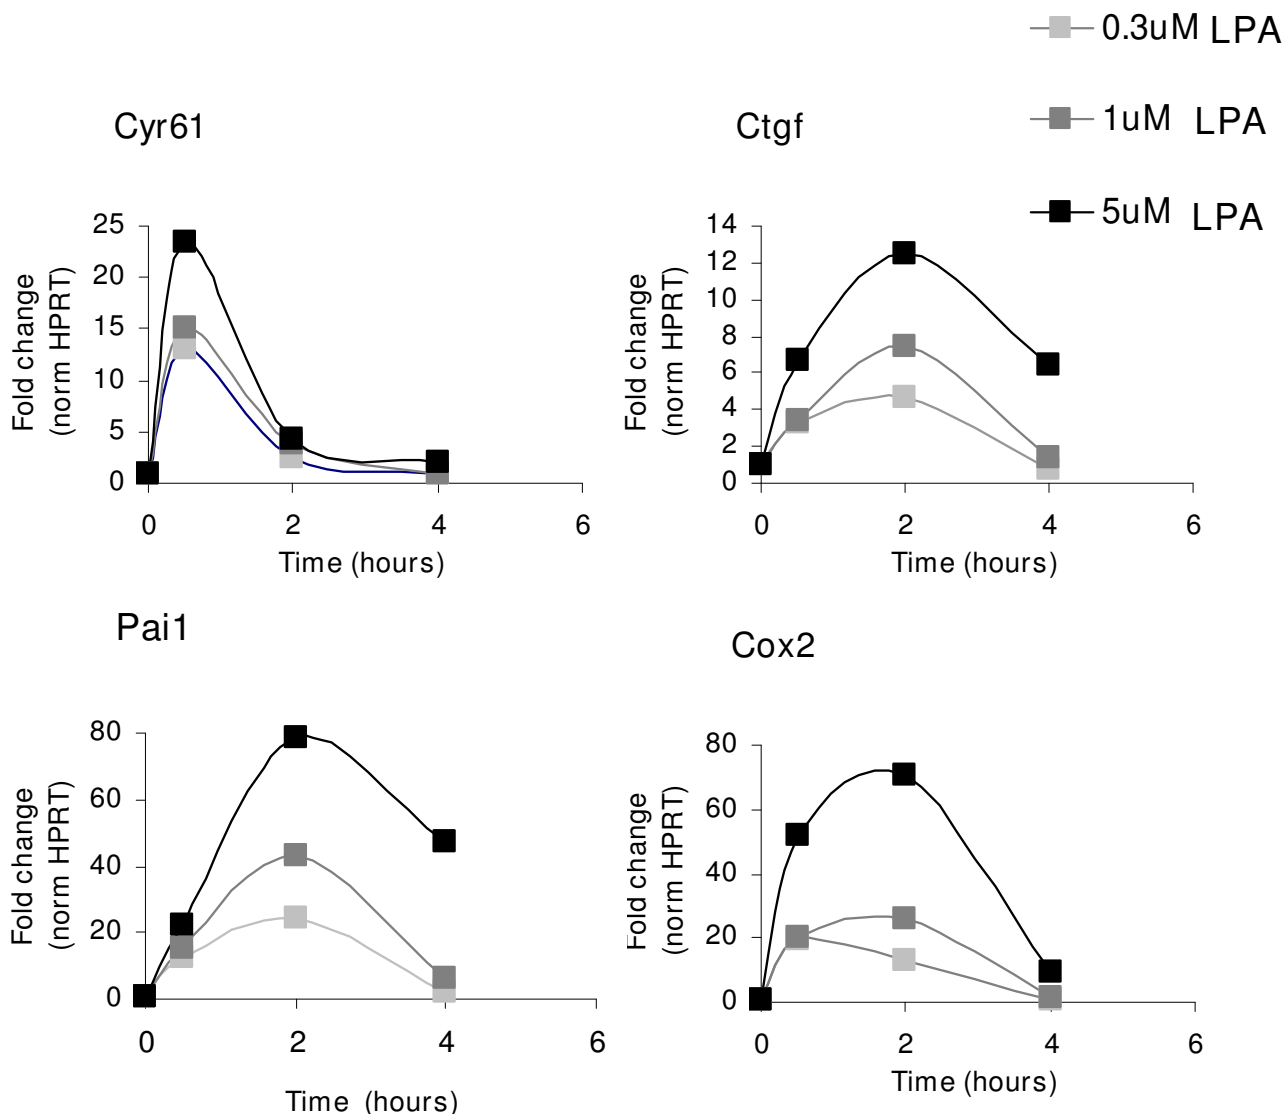 0.3uM LPA
1uM LPA
5uM LPA
Cyr61
Fold change
(norm HPRT)
25
20
15
10
5
0
0 2 4 6
Time (hours)
Ctgf
Fold change
(norm HPRT)
14
12
10
8
6
4
2
0
0 2 4 6
Time (hours)
Pai1
Fold change
(norm HPRT)
80
60
40
20
0
0 2 4 6
Time (hours)
Cox2
Fold change
(norm HPRT)
80
60
40
20
0
0 2 4 6
Time (hours)